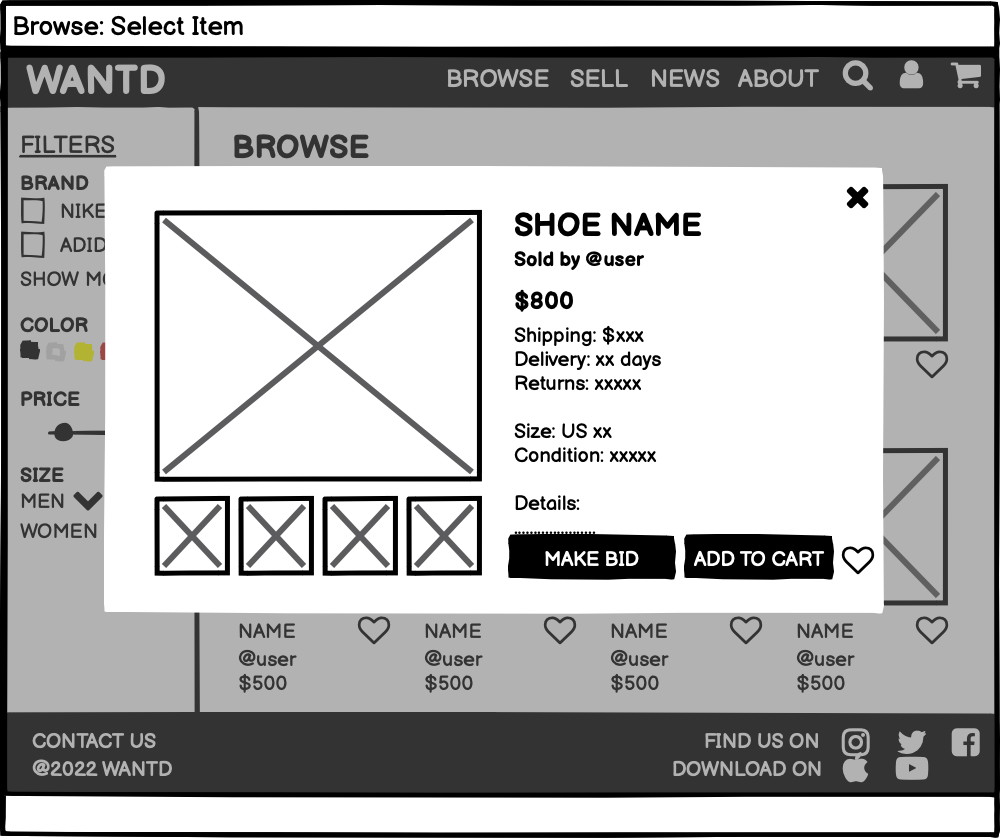 Browse: Select Item
WANTD
BROWSE SELL NEWS ABOUT
FILTERS
BRAND
NIKE
ADID
SHOW MO
COLOR
PRICE
SIZE
MEN
WOMEN
BROWSE
SHOE NAME
Sold by @user
$800
Shipping: $xxx
Delivery: xx days
Returns: xxxxx
Size: US xx
Condition: xxxxx
Details:
MAKE BID ADD TO CART
NAME NAME NAME NAME
@user @user @user @user
$500 $500 $500 $500
CONTACT US
@2022 WANTD
FIND US ON
DOWNLOAD ON